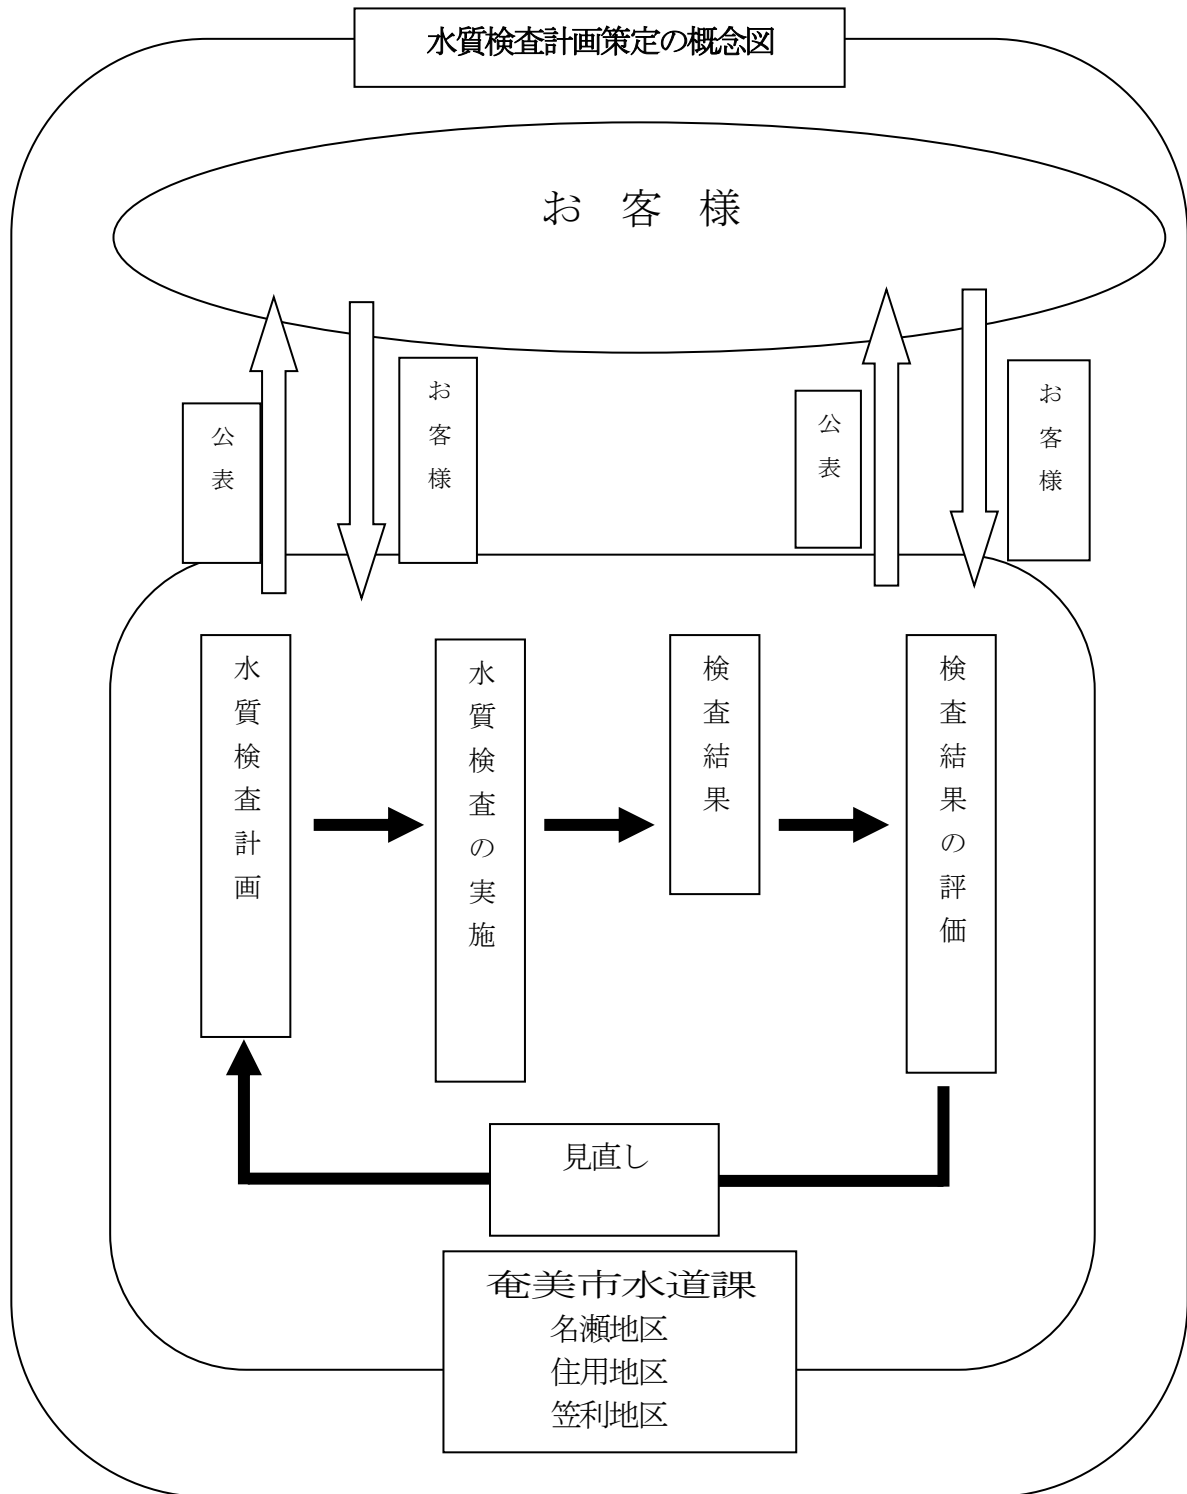 水質検査計画策定の概念図
お 客 様
公表
お客様
公表
お客様
水質検査計画
水質検査の実施
検査結果
検査結果の評価
見直し
奄美市水道課
名瀬地区
住用地区
笠利地区